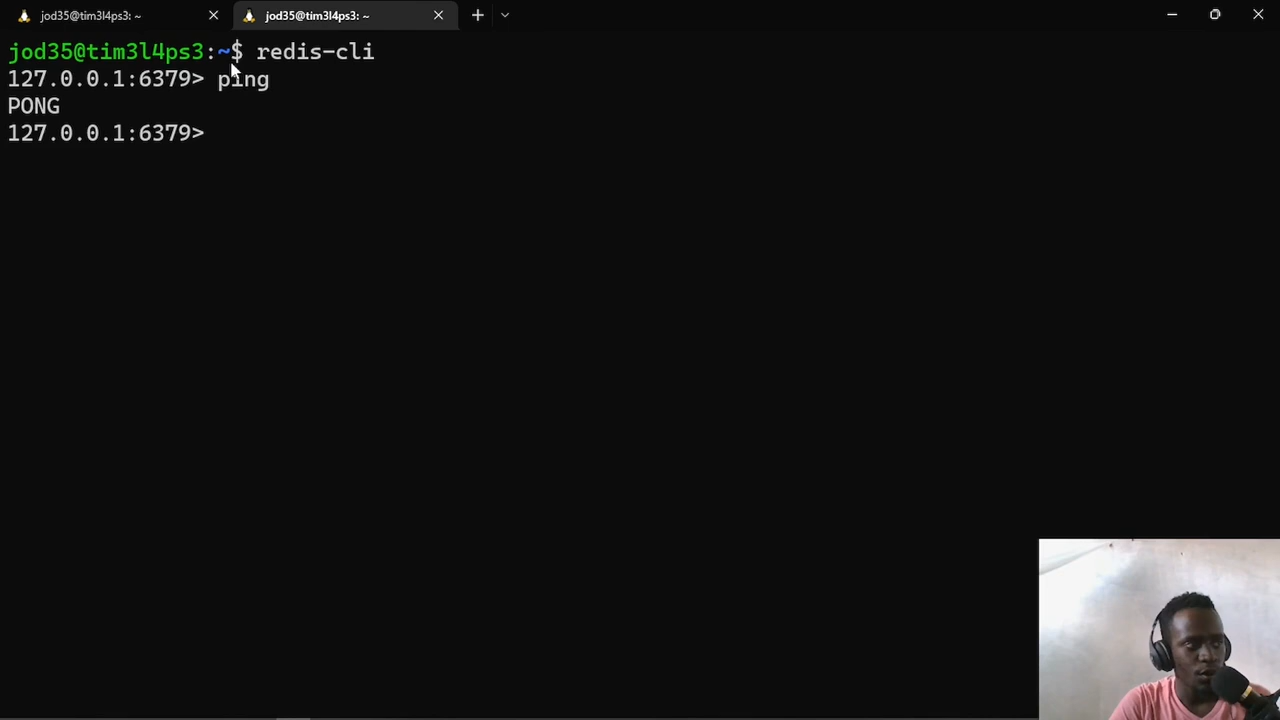 jod35@tim3l4ps3: ~
jod35@tim3l4ps3: ~
jod35@tim3l4ps3:~$ redis-cli
127.0.0.1:6379> ping
PONG
127.0.0.1:6379>